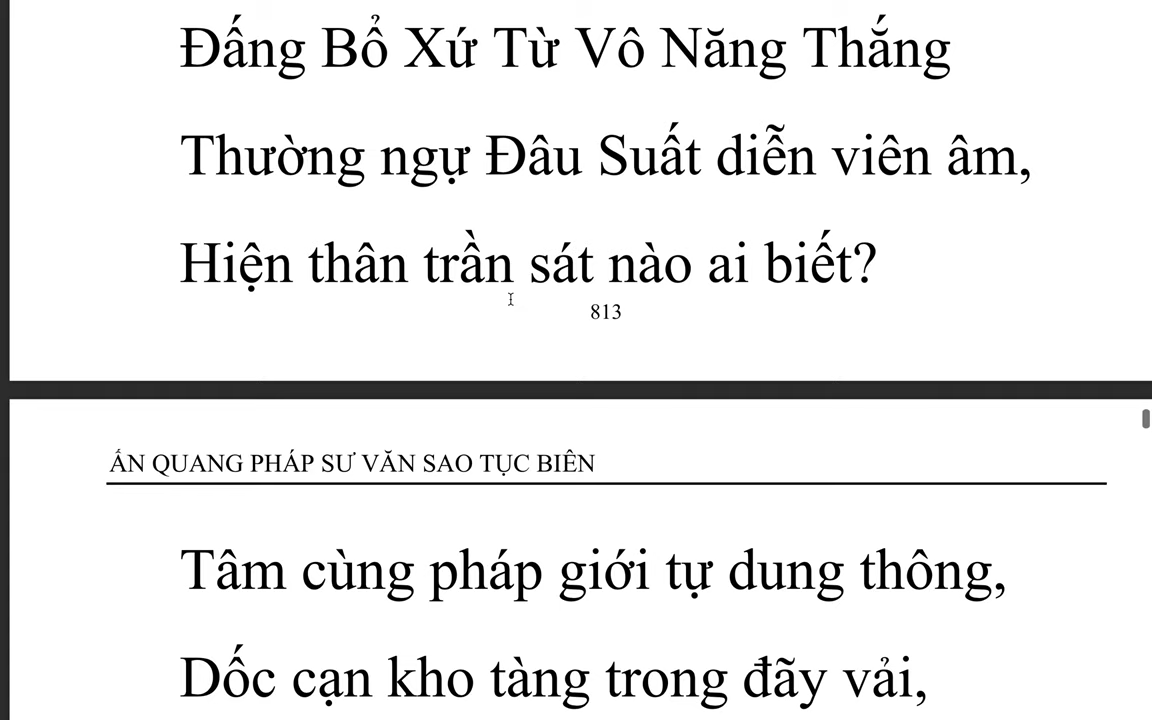 Đấng Bổ Xứ Từ Vô Năng Thắng
Thường ngự Đâu Suất diễn viên âm,
Hiện thân trần sát nào ai biết?
813
ẤN QUANG PHÁP SƯ VĂN SAO TỤC BIÊN
Tâm cùng pháp giới tự dung thông,
Dốc cạn kho tàng trong đãy vải,